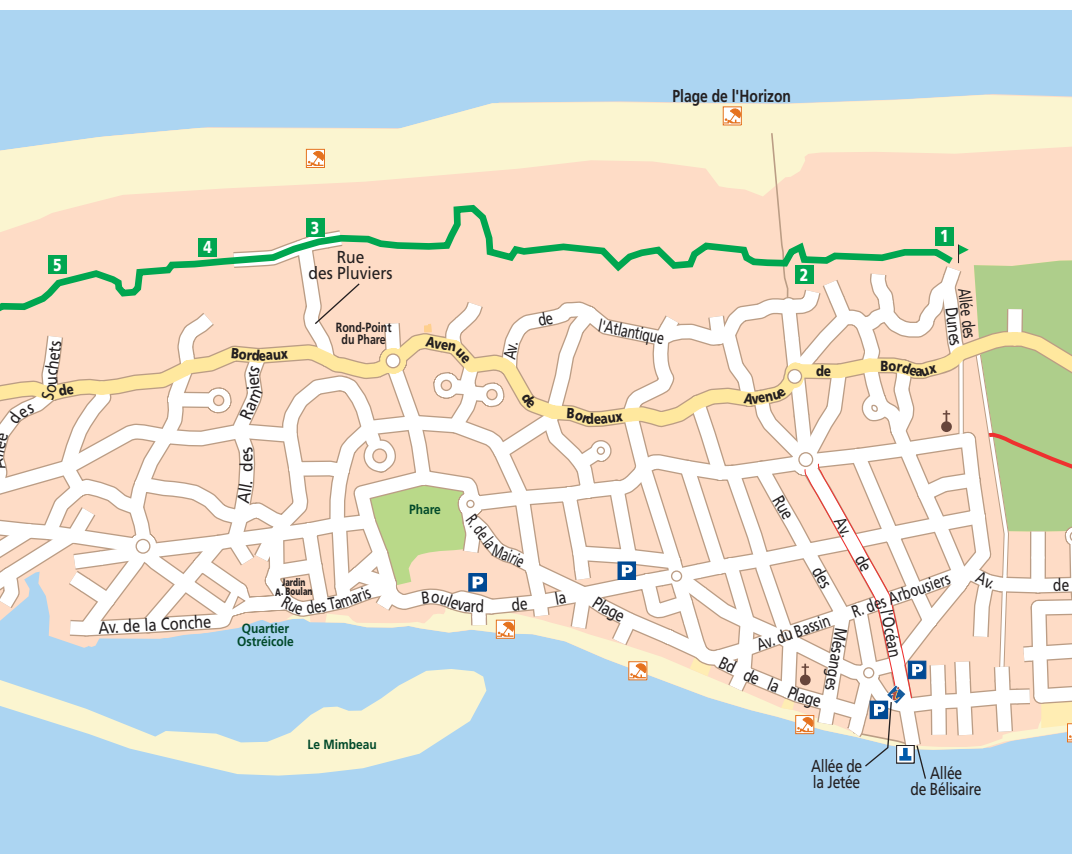 Plage de l'Horizon
1
2
3
4
5
Rue
des Pluviers
Rond-Point
du Phare
Allée des
Dunes
Av. de l'Atlantique
Avenue de Bordeaux
Avenue de Bordeaux
de Bordeaux
Allée des Souchets
All. des Ramiers
Phare
R. de la Mairie
P
P
P
P
Rue des Mésanges
Av. de l'Océan
R. des Arbousiers
Av. de
Av. du Bassin
Jardin
A. Boulan
Rue des Tamaris
Boulevard de la Plage
Bd de la Plage
Av. de la Conche
Quartier
Ostréicole
Le Mimbeau
Allée de
la Jetée
Allée
de Bélisaire